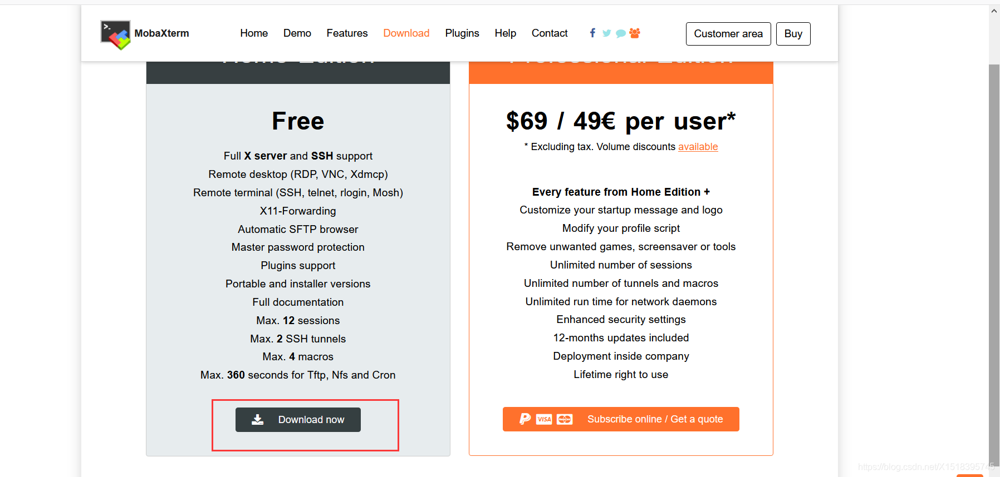 MobaXterm
Home Demo Features Download Plugins Help Contact
Customer area Buy
Home Edition
Professional Edition
Free
Full X server and SSH support
Remote desktop (RDP, VNC, Xdmcp)
Remote terminal (SSH, telnet, rlogin, Mosh)
X11-Forwarding
Automatic SFTP browser
Master password protection
Plugins support
Portable and installer versions
Full documentation
Max. 12 sessions
Max. 2 SSH tunnels
Max. 4 macros
Max. 360 seconds for Tftp, Nfs and Cron
Download now
$69 / 49€ per user*
* Excluding tax. Volume discounts available
Every feature from Home Edition +
Customize your startup message and logo
Modify your profile script
Remove unwanted games, screensaver or tools
Unlimited number of sessions
Unlimited number of tunnels and macros
Unlimited run time for network daemons
Enhanced security settings
12-months updates included
Deployment inside company
Lifetime right to use
VISA Subscribe online / Get a quote
https://blog.csdn.net/X1518395745